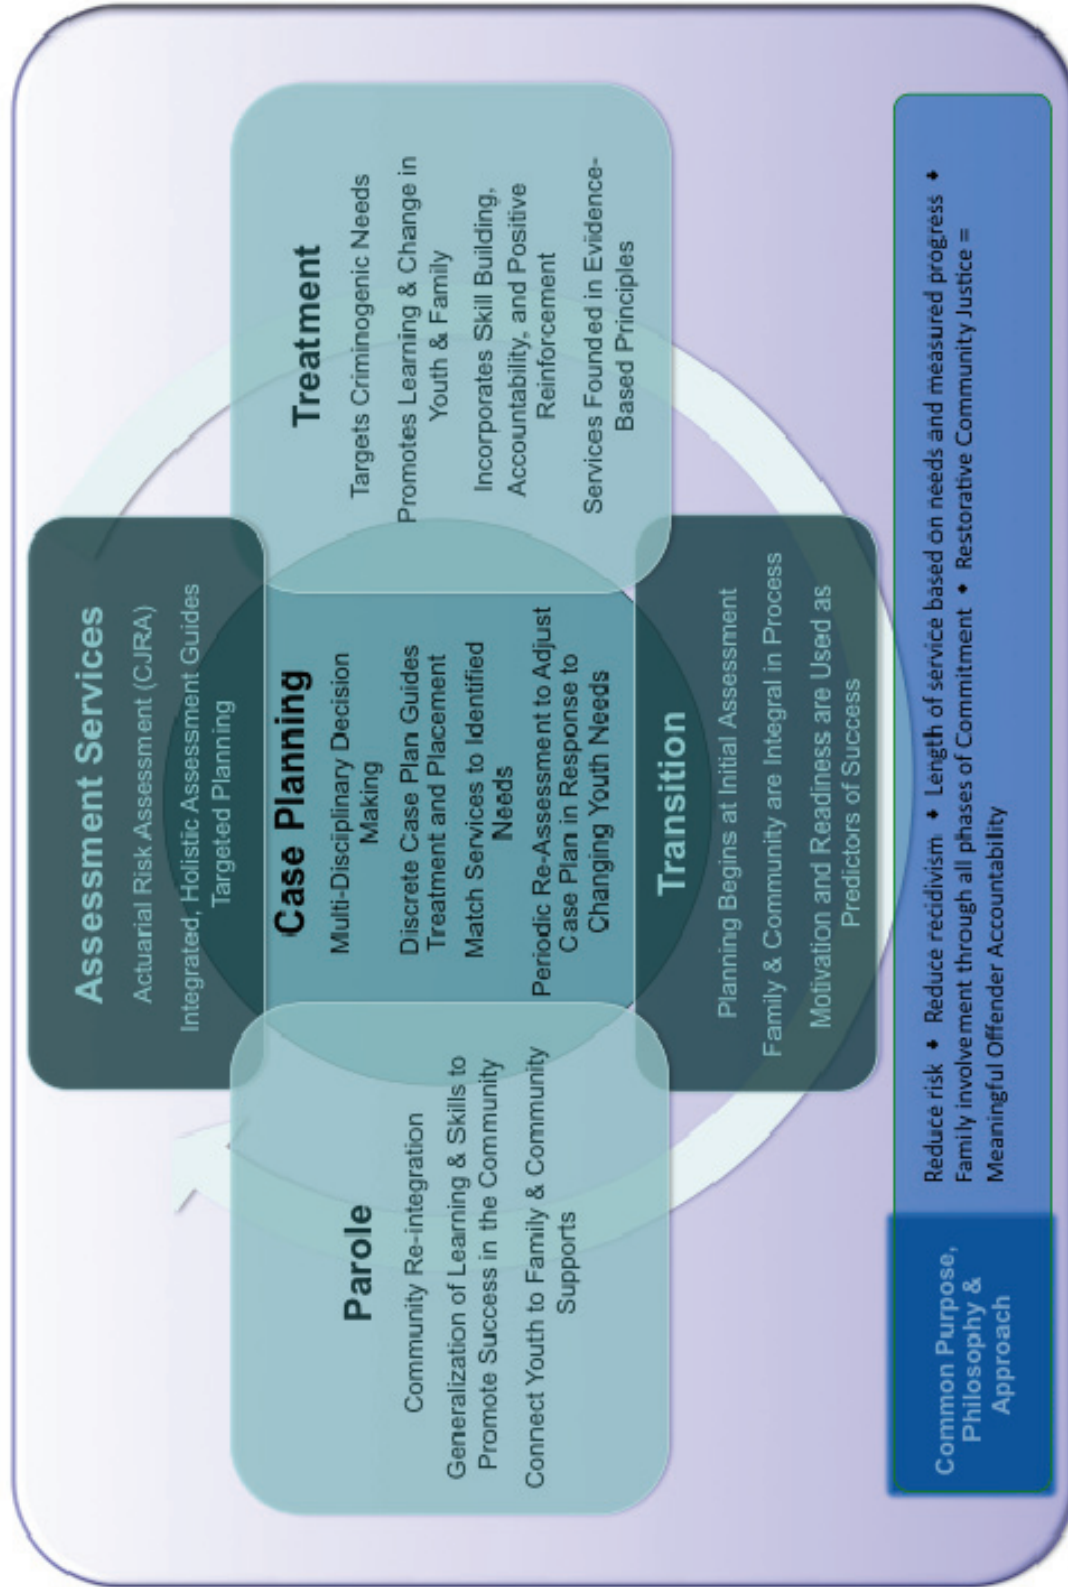 Assessment Services
Actuarial Risk Assessment (CJRA)
Integrated, Holistic Assessment Guides
Targeted Planning
Parole
Community Re-integration
Generalization of Learning & Skills to
Promote Success in the Community
Connect Youth to Family & Community
Supports
Case Planning
Multi-Disciplinary Decision
Making
Discrete Case Plan Guides
Treatment and Placement
Match Services to Identified
Needs
Periodic Re-Assessment to Adjust
Case Plan in Response to
Changing Youth Needs
Treatment
Targets Criminogenic Needs
Promotes Learning & Change in
Youth & Family
Incorporates Skill Building,
Accountability, and Positive
Reinforcement
Services Founded in Evidence-
Based Principles
Transition
Planning Begins at Initial Assessment
Family & Community are Integral in Process
Motivation and Readiness are Used as
Predictors of Success
Common Purpose,
Philosophy &
Approach
Reduce risk ♦ Reduce recidivism ♦ Length of service based on needs and measured progress ♦
Family involvement through all phases of Commitment ♦ Restorative Community Justice =
Meaningful Offender Accountability